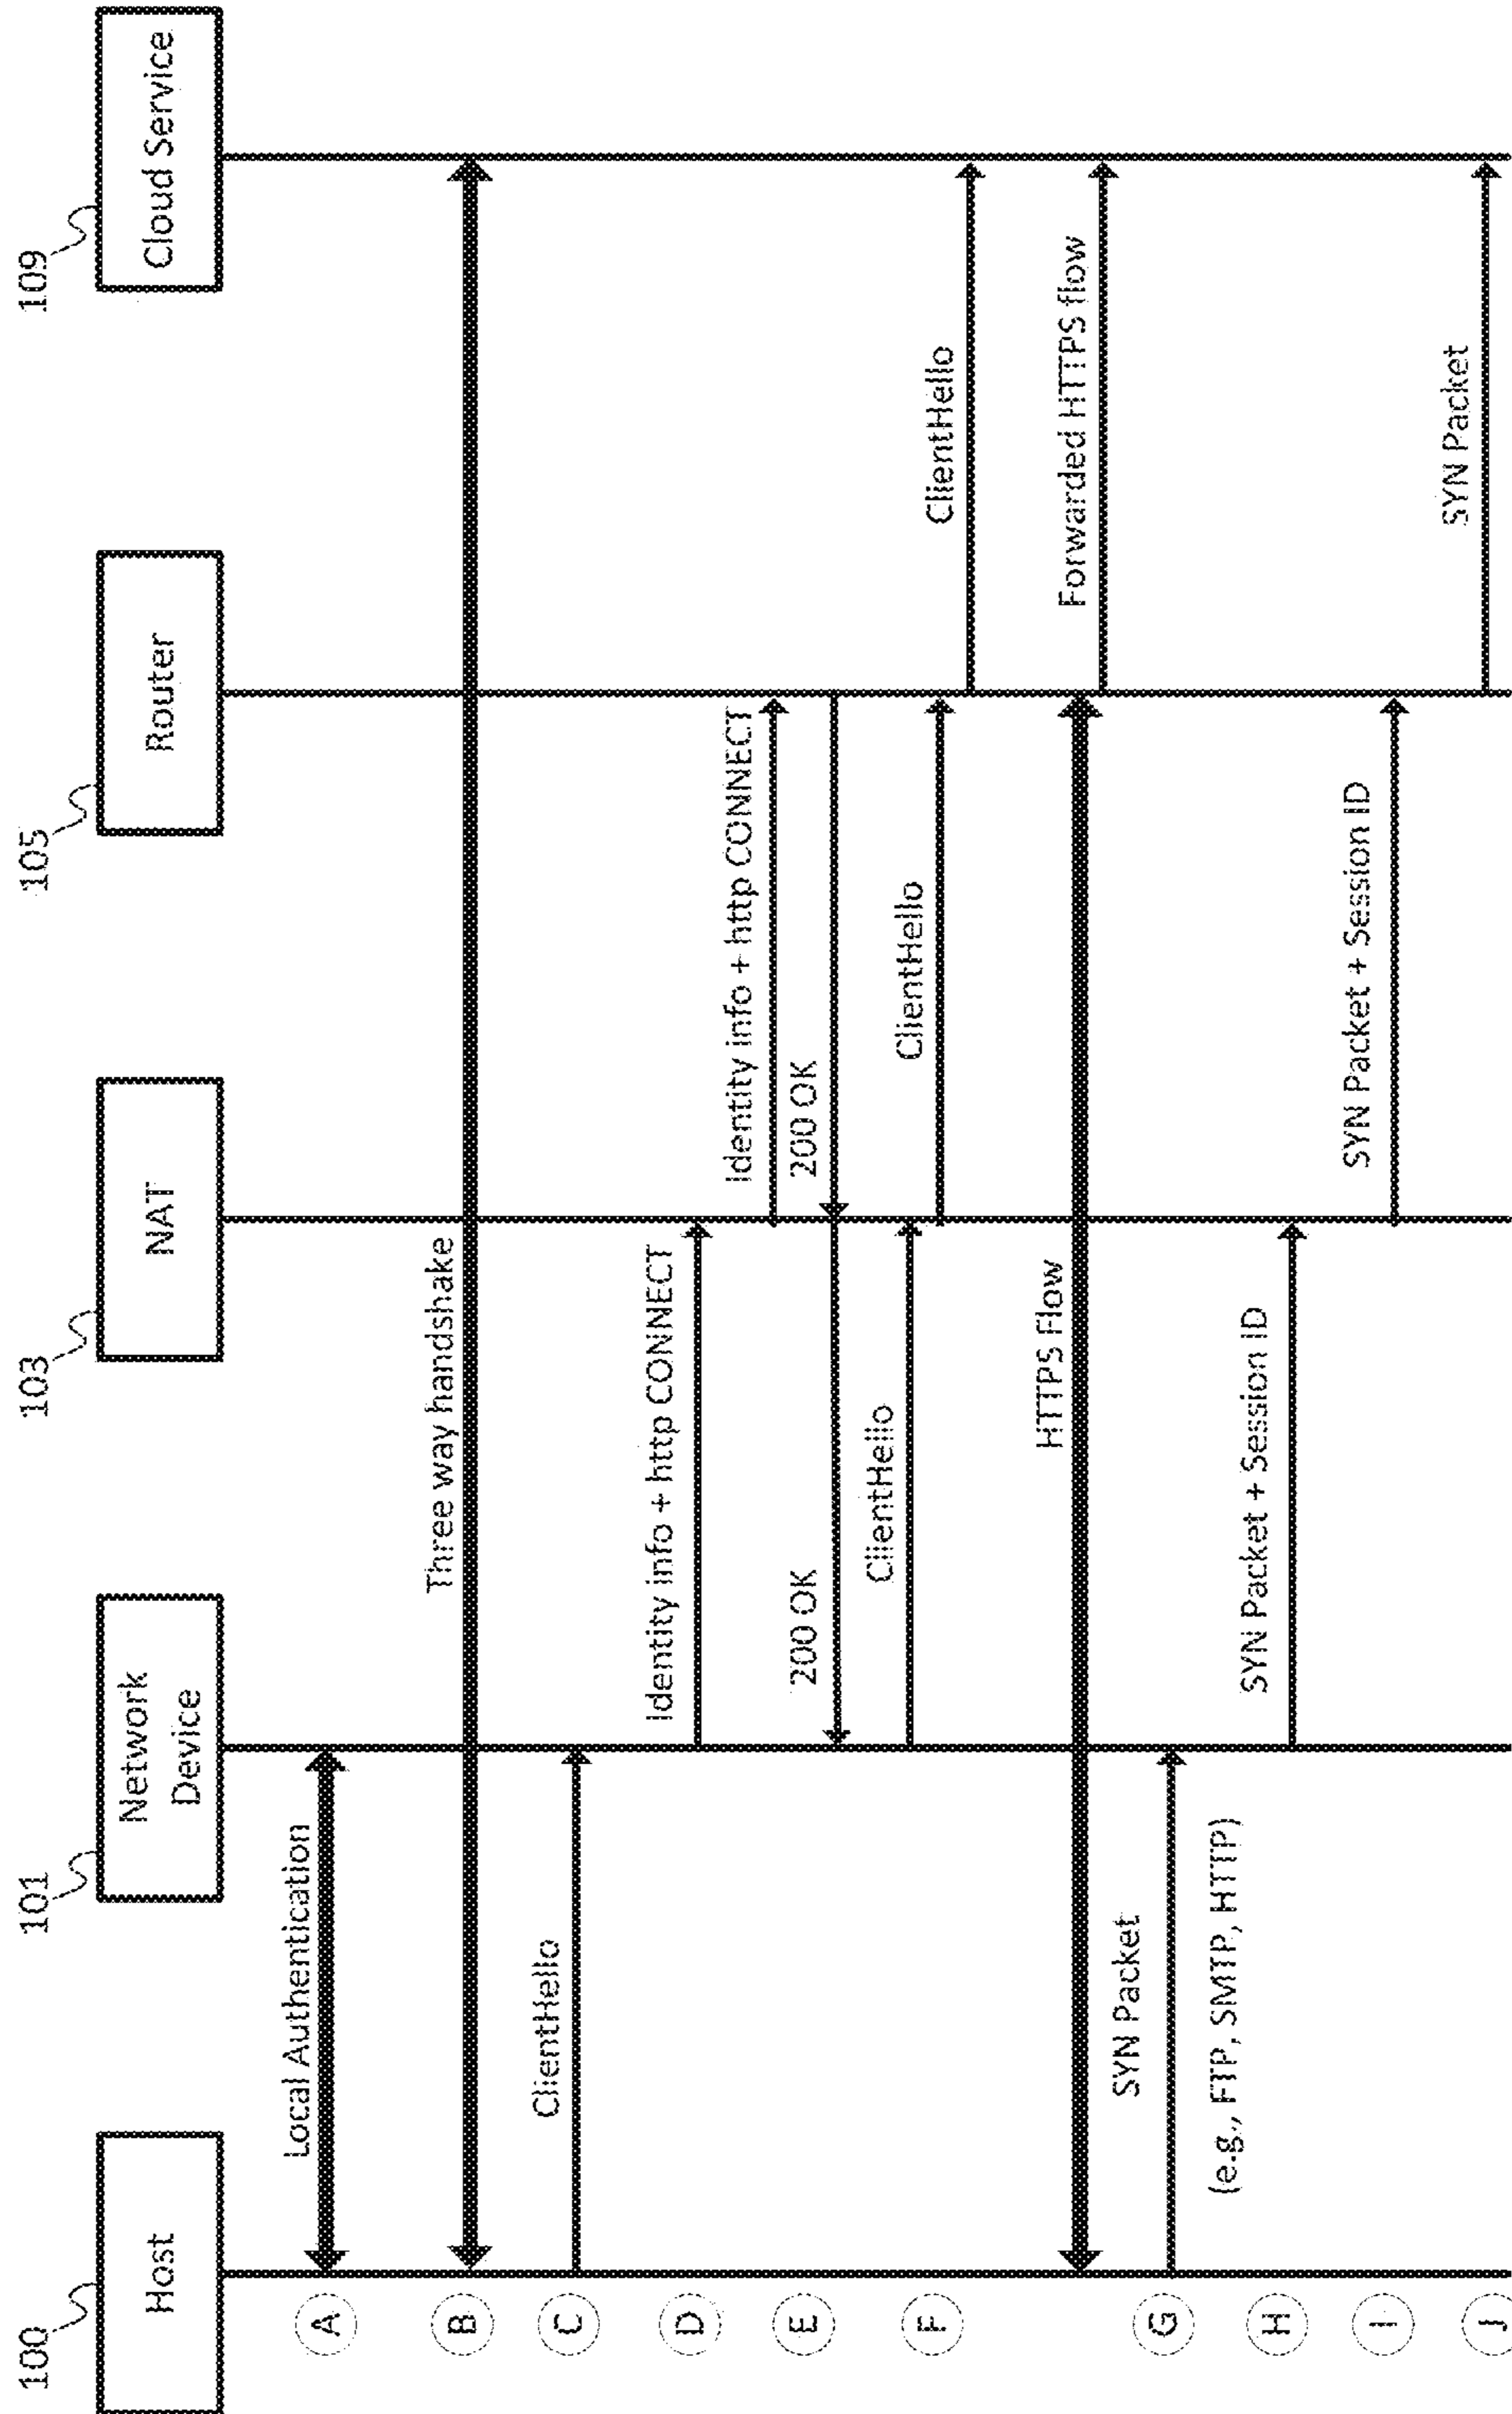 100
Host
101
Network
Device
103
NAT
105
Router
109
Cloud Service
A
Local Authentication
B
Three way handshake
C
ClientHello
D
Identity info + http CONNECT
Identity info + http CONNECT
E
200 OK
200 OK
F
ClientHello
ClientHello
ClientHello
HTTPS Flow
Forwarded HTTPS flow
G
SYN Packet
(e.g., FTP, SMTP, HTTP)
H
SYN Packet + Session ID
I
SYN Packet + Session ID
J
SYN Packet